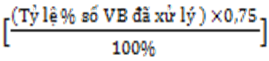 [(Tỷ lệ % số VB đã xử lý) ×0,75
100%]